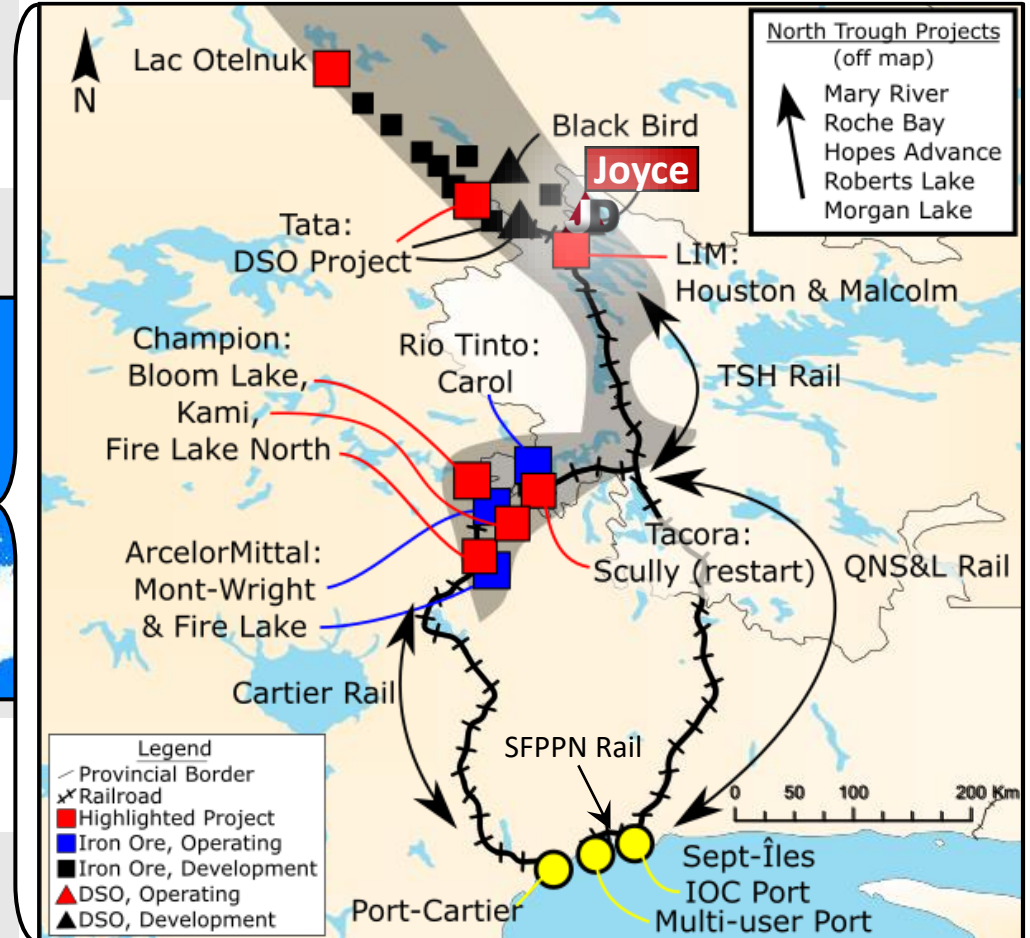 North Trough Projects
(off map)
Mary River
Roche Bay
Hopes Advance
Roberts Lake
Morgan Lake
N
Lac Otelnuk
Black Bird
Joyce
JD
Tata:
DSO Project
LIM:
Houston & Malcolm
Champion:
Bloom Lake,
Kami,
Fire Lake North
Rio Tinto:
Carol
TSH Rail
ArcelorMittal:
Mont-Wright
& Fire Lake
Tacora:
Scully (restart)
QNS&L Rail
Cartier Rail
SFPPN Rail
Legend
Provincial Border
Railroad
Highlighted Project
Iron Ore, Operating
Iron Ore, Development
DSO, Operating
DSO, Development
0 50 100 200 Km
Sept-Îles
IOC Port
Multi-user Port
Port-Cartier